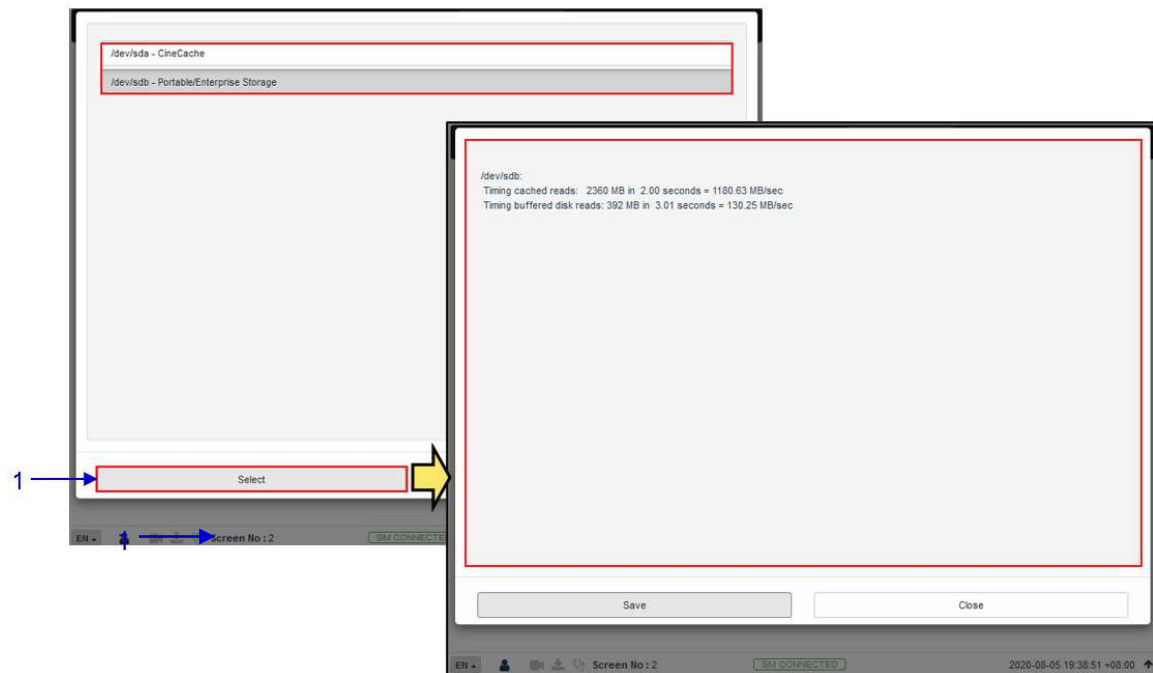 /dev/sda - CineCache
/dev/sdb - Portable/Enterprise Storage
1
Select
EN
1
Screen No : 2
SM CONNECTE
/dev/sdb:
Timing cached reads: 2360 MB in 2.00 seconds = 1180.63 MB/sec
Timing buffered disk reads: 392 MB in 3.01 seconds = 130.25 MB/sec
Save
Close
EN
Screen No : 2
SM CONNECTED
2020-08-05 19:38:51 +08:00